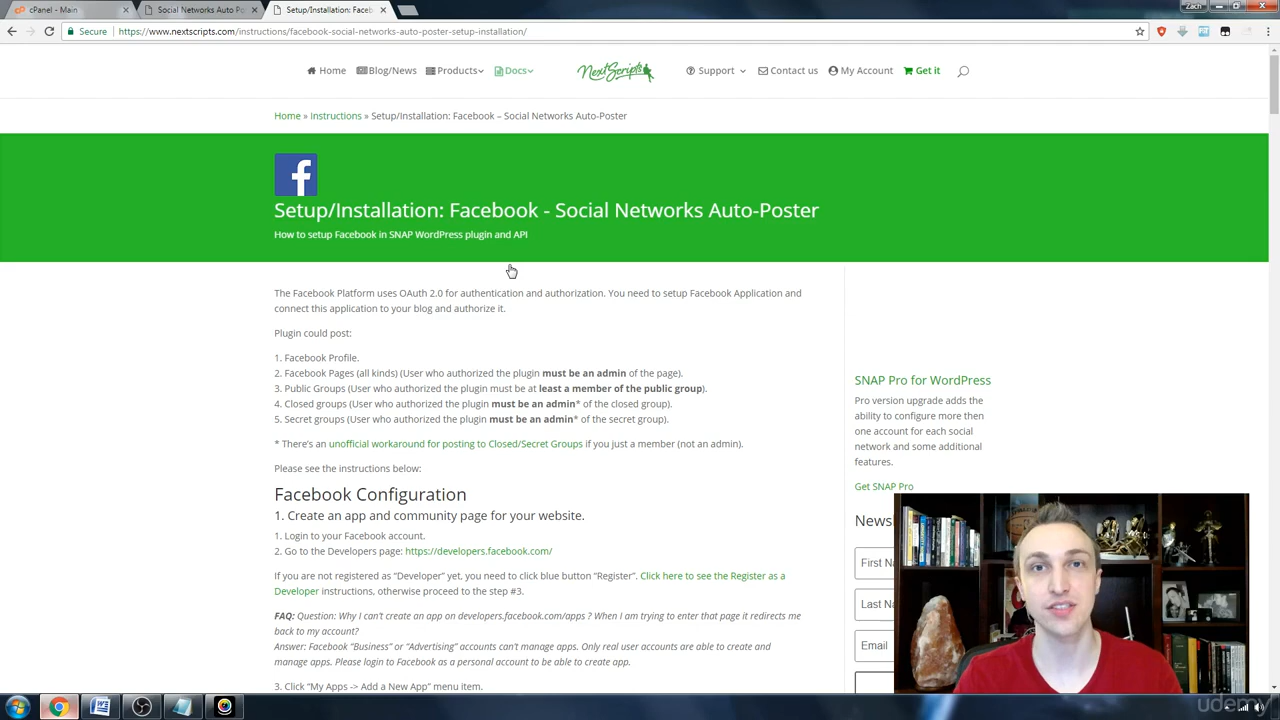 cPanel - Main
Social Networks Auto Po
Setup/Installation: Faceb
Zach
Secure
https://www.nextscripts.com/instructions/facebook-social-networks-auto-poster-setup-installation/
Home
Blog/News
Products
Docs
NextScripts
Support
Contact us
My Account
Get it
Home » Instructions » Setup/Installation: Facebook – Social Networks Auto-Poster
Setup/Installation: Facebook - Social Networks Auto-Poster
How to setup Facebook in SNAP WordPress plugin and API
The Facebook Platform uses OAuth 2.0 for authentication and authorization. You need to setup Facebook Application and
connect this application to your blog and authorize it.
Plugin could post:
1. Facebook Profile.
2. Facebook Pages (all kinds) (User who authorized the plugin must be an admin of the page).
3. Public Groups (User who authorized the plugin must be at least a member of the public group).
4. Closed groups (User who authorized the plugin must be an admin* of the closed group).
5. Secret groups (User who authorized the plugin must be an admin* of the secret group).
* There's an unofficial workaround for posting to Closed/Secret Groups if you just a member (not an admin).
Please see the instructions below:
Facebook Configuration
1. Create an app and community page for your website.
1. Login to your Facebook account.
2. Go to the Developers page: https://developers.facebook.com/
If you are not registered as “Developer” yet, you need to click blue button “Register”. Click here to see the Register as a
Developer instructions, otherwise proceed to the step #3.
FAQ: Question: Why I can't create an app on developers.facebook.com/apps ? When I am trying to enter that page it redirects me
back to my account?
Answer: Facebook “Business” or “Advertising” accounts can't manage apps. Only real user accounts are able to create and
manage apps. Please login to Facebook as a personal account to be able to create app.
3. Click “My Apps -> Add a New App” menu item.
SNAP Pro for WordPress
Pro version upgrade adds the
ability to configure more then
one account for each social
network and some additional
features.
Get SNAP Pro
News
First Na
Last Na
Email
udemy